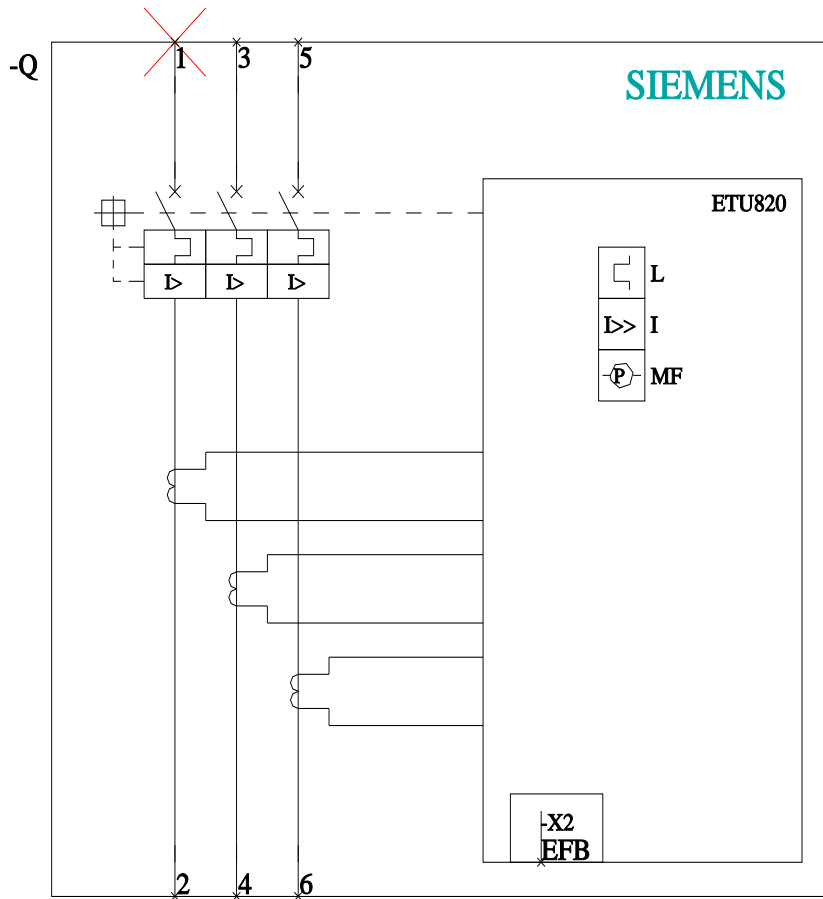 -Q
1 3 5
SIEMENS
ETU820
L
I> I> I>
I>> I
P MF
-X2
EFB
2 4 6